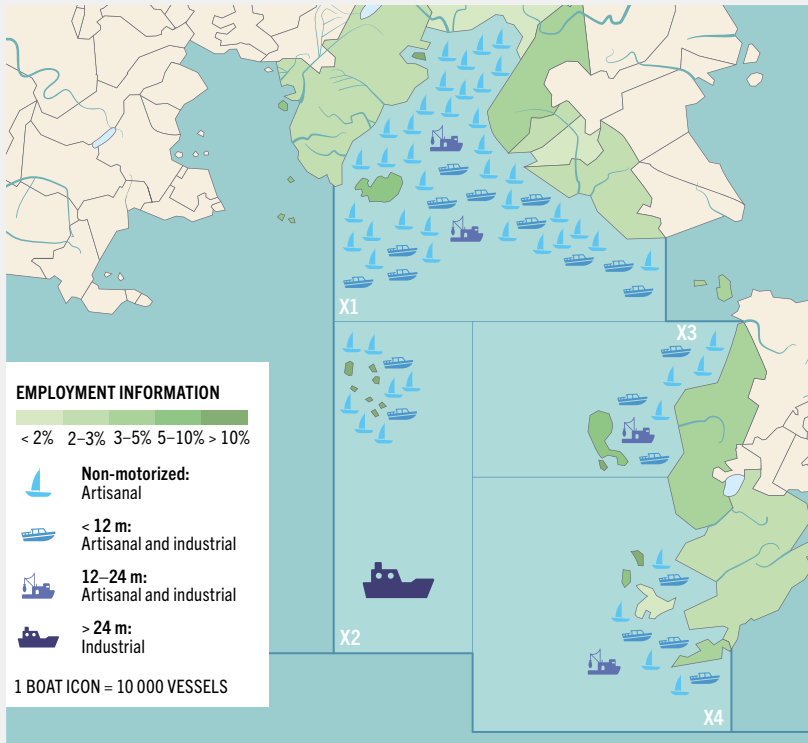 X1
X3
EMPLOYMENT INFORMATION
< 2% 2–3% 3–5% 5–10% > 10%
Non-motorized:
Artisanal
< 12 m:
Artisanal and industrial
12–24 m:
Artisanal and industrial
> 24 m:
Industrial
1 BOAT ICON = 10 000 VESSELS
X2
X4